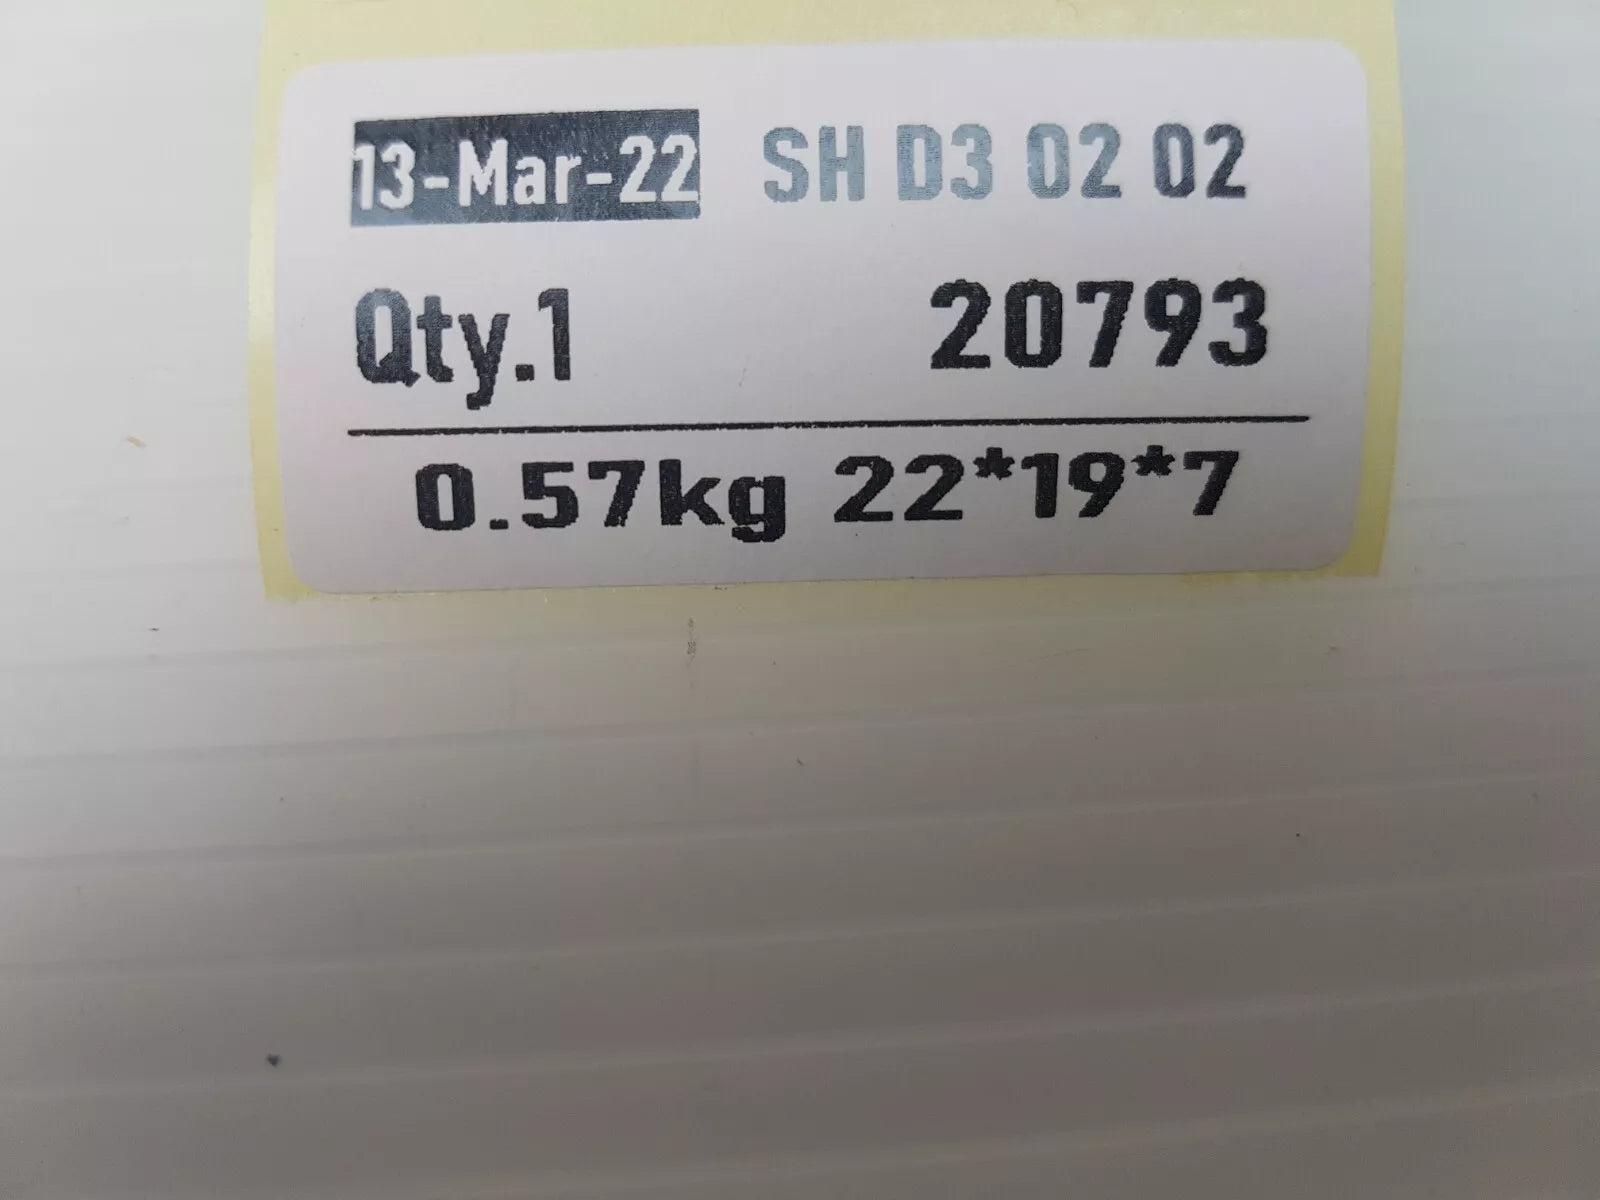 13-Mar-22 SH D3 02 02
Qty.1 20793
0.57kg 22*19*7